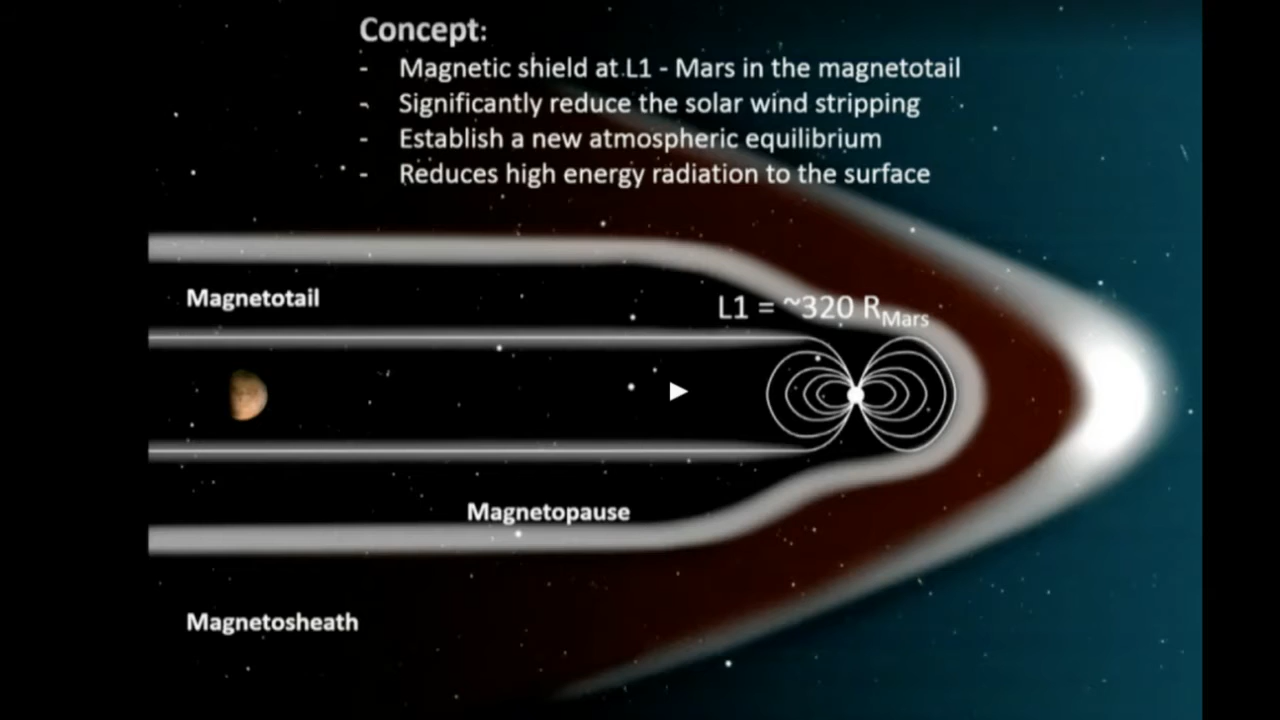 Concept:
- Magnetic shield at L1 - Mars in the magnetotail
- Significantly reduce the solar wind stripping
- Establish a new atmospheric equilibrium
- Reduces high energy radiation to the surface
Magnetotail
L1 = ~320 RMars
Magnetopause
Magnetosheath